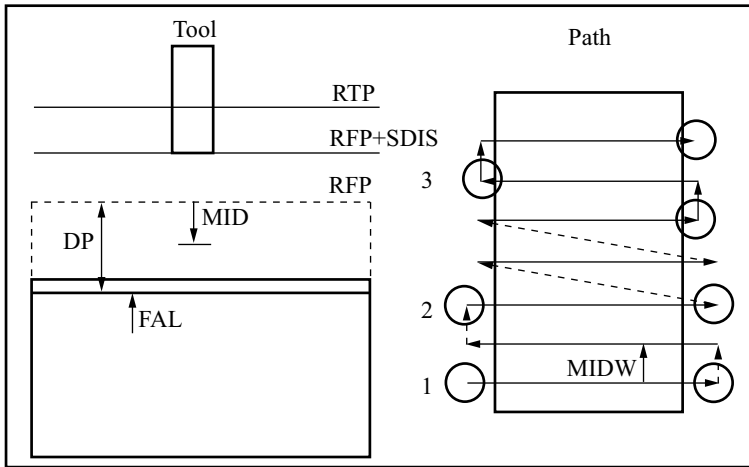 Tool
Path
RTP
RFP+SDIS
RFP
3
MID
DP
2
FAL
MIDW
1